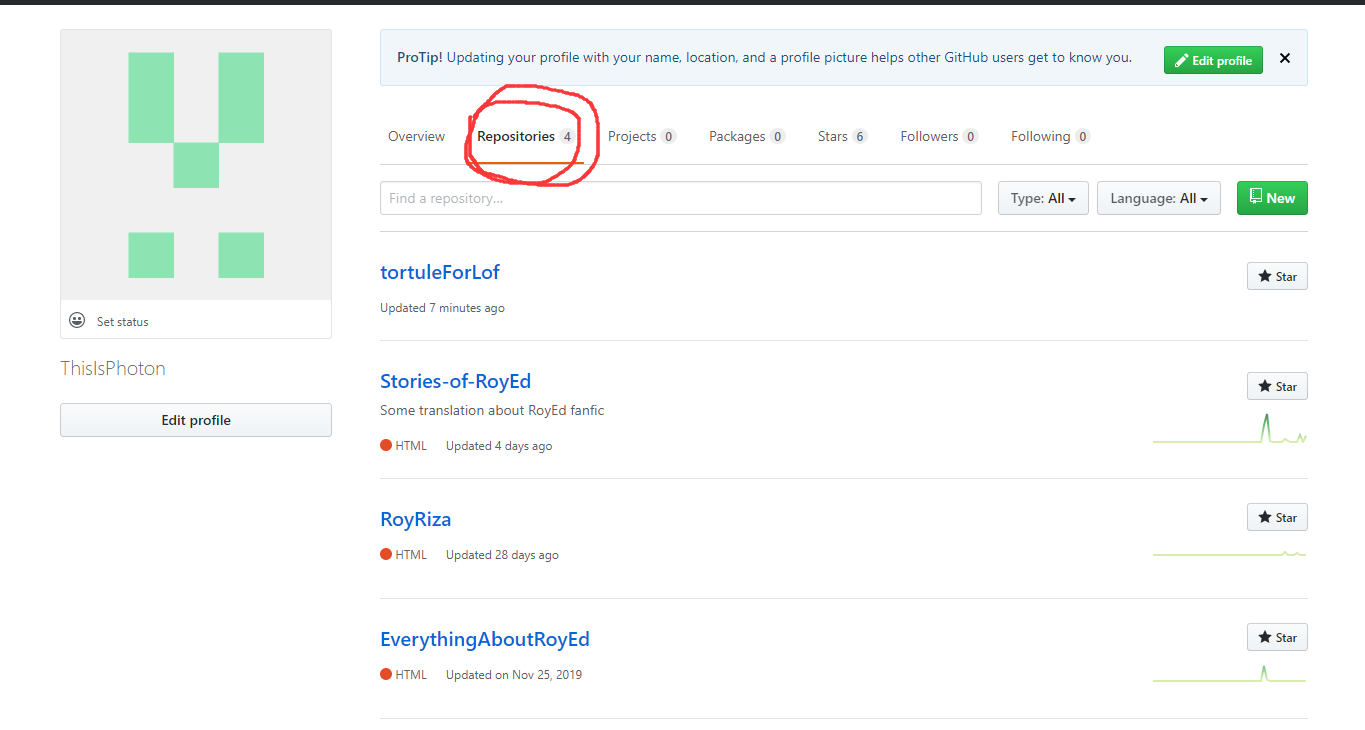 ProTip! Updating your profile with your name, location, and a profile picture helps other GitHub users get to know you.
Edit profile
Overview Repositories 4 Projects 0 Packages 0 Stars 6 Followers 0 Following 0
Find a repository...
Type: All
Language: All
New
Set status
ThisIsPhoton
Edit profile
tortuleForLof
Star
Updated 7 minutes ago
Stories-of-RoyEd
Star
Some translation about RoyEd fanfic
HTML Updated 4 days ago
RoyRiza
Star
HTML Updated 28 days ago
EverythingAboutRoyEd
Star
HTML Updated on Nov 25, 2019